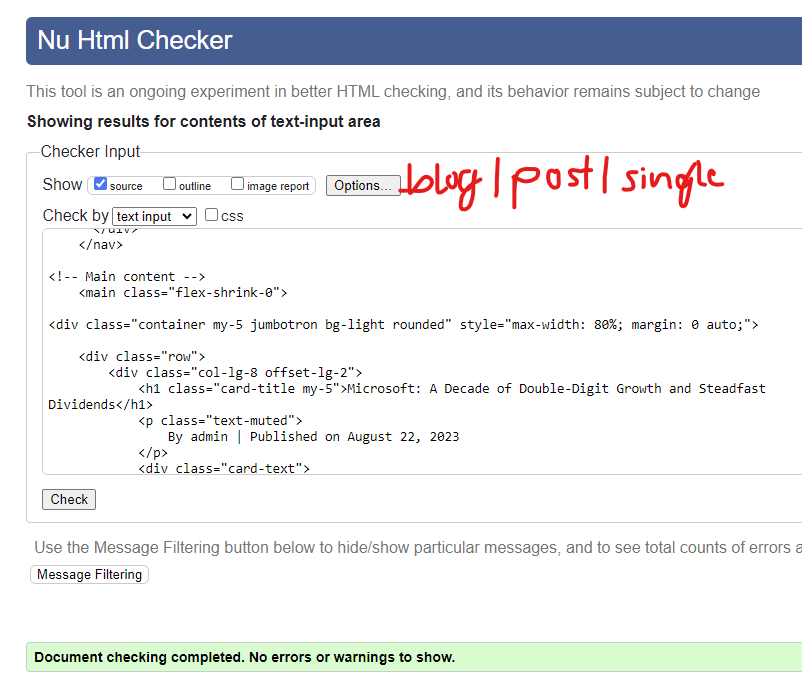 Nu Html Checker
This tool is an ongoing experiment in better HTML checking, and its behavior remains subject to change
Showing results for contents of text-input area
Checker Input
Show source outline image report Options... blog | post | single
Check by text input css
</div>
</nav>
<!-- Main content -->
<main class="flex-shrink-0">
<div class="container my-5 jumbotron bg-light rounded" style="max-width: 80%; margin: 0 auto;">
<div class="row">
<div class="col-lg-8 offset-lg-2">
<h1 class="card-title my-5">Microsoft: A Decade of Double-Digit Growth and Steadfast
Dividends</h1>
<p class="text-muted">
By admin | Published on August 22, 2023
</p>
<div class="card-text">
Check
Use the Message Filtering button below to hide/show particular messages, and to see total counts of errors a
Message Filtering
Document checking completed. No errors or warnings to show.